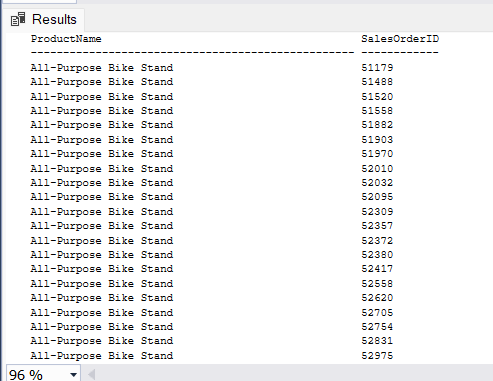 Results
ProductName SalesOrderID
-------------------------------------------------- ------------
All-Purpose Bike Stand 51179
All-Purpose Bike Stand 51488
All-Purpose Bike Stand 51520
All-Purpose Bike Stand 51558
All-Purpose Bike Stand 51882
All-Purpose Bike Stand 51903
All-Purpose Bike Stand 51970
All-Purpose Bike Stand 52010
All-Purpose Bike Stand 52032
All-Purpose Bike Stand 52095
All-Purpose Bike Stand 52309
All-Purpose Bike Stand 52357
All-Purpose Bike Stand 52372
All-Purpose Bike Stand 52380
All-Purpose Bike Stand 52417
All-Purpose Bike Stand 52558
All-Purpose Bike Stand 52620
All-Purpose Bike Stand 52705
All-Purpose Bike Stand 52754
All-Purpose Bike Stand 52831
All-Purpose Bike Stand 52975
96 %